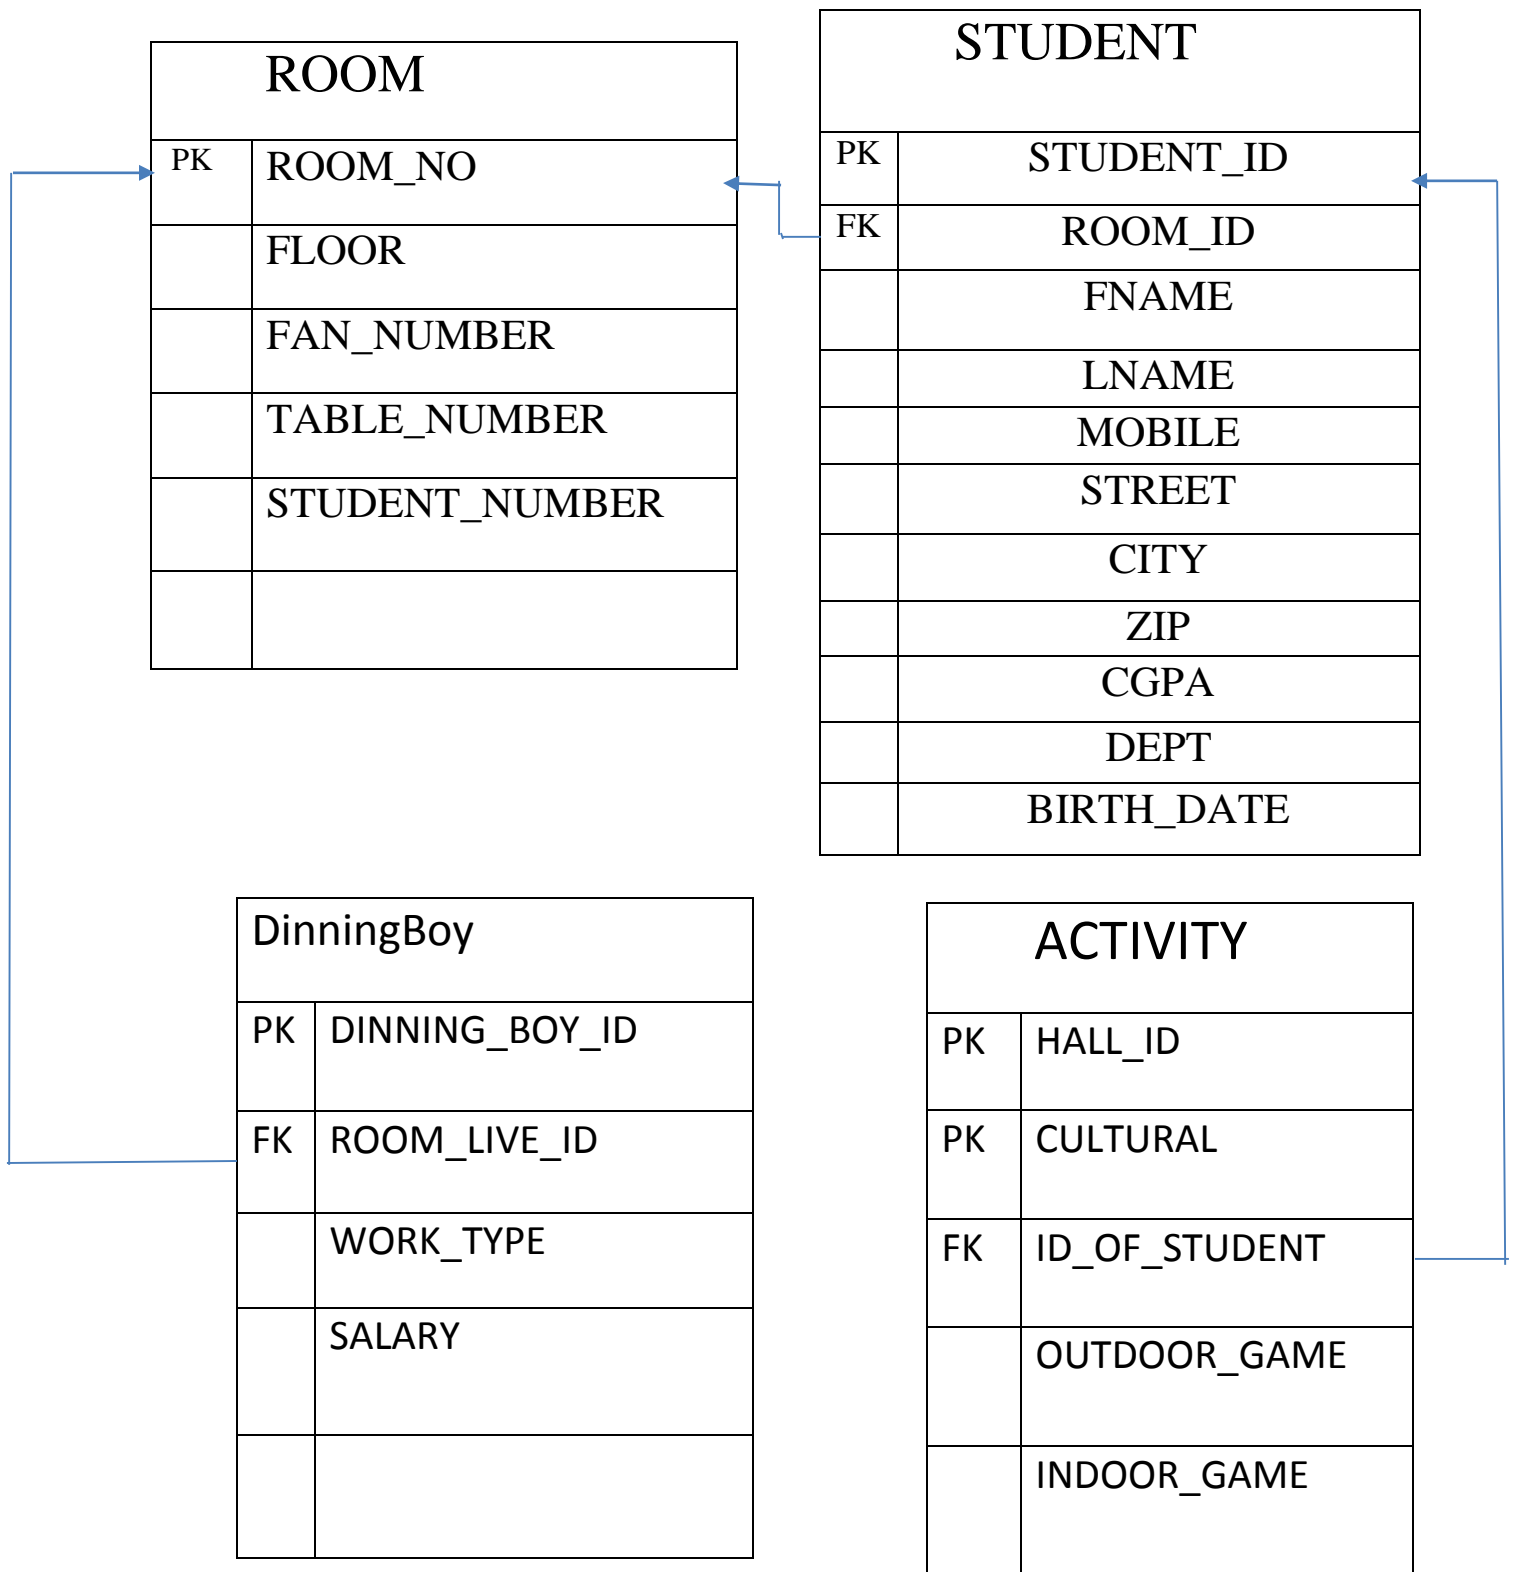 ROOM
PK ROOM_NO
FLOOR
FAN_NUMBER
TABLE_NUMBER
STUDENT_NUMBER
STUDENT
PK STUDENT_ID
FK ROOM_ID
FNAME
LNAME
MOBILE
STREET
CITY
ZIP
CGPA
DEPT
BIRTH_DATE
DinningBoy
PK DINNING_BOY_ID
FK ROOM_LIVE_ID
WORK_TYPE
SALARY
ACTIVITY
PK HALL_ID
PK CULTURAL
FK ID_OF_STUDENT
OUTDOOR_GAME
INDOOR_GAME